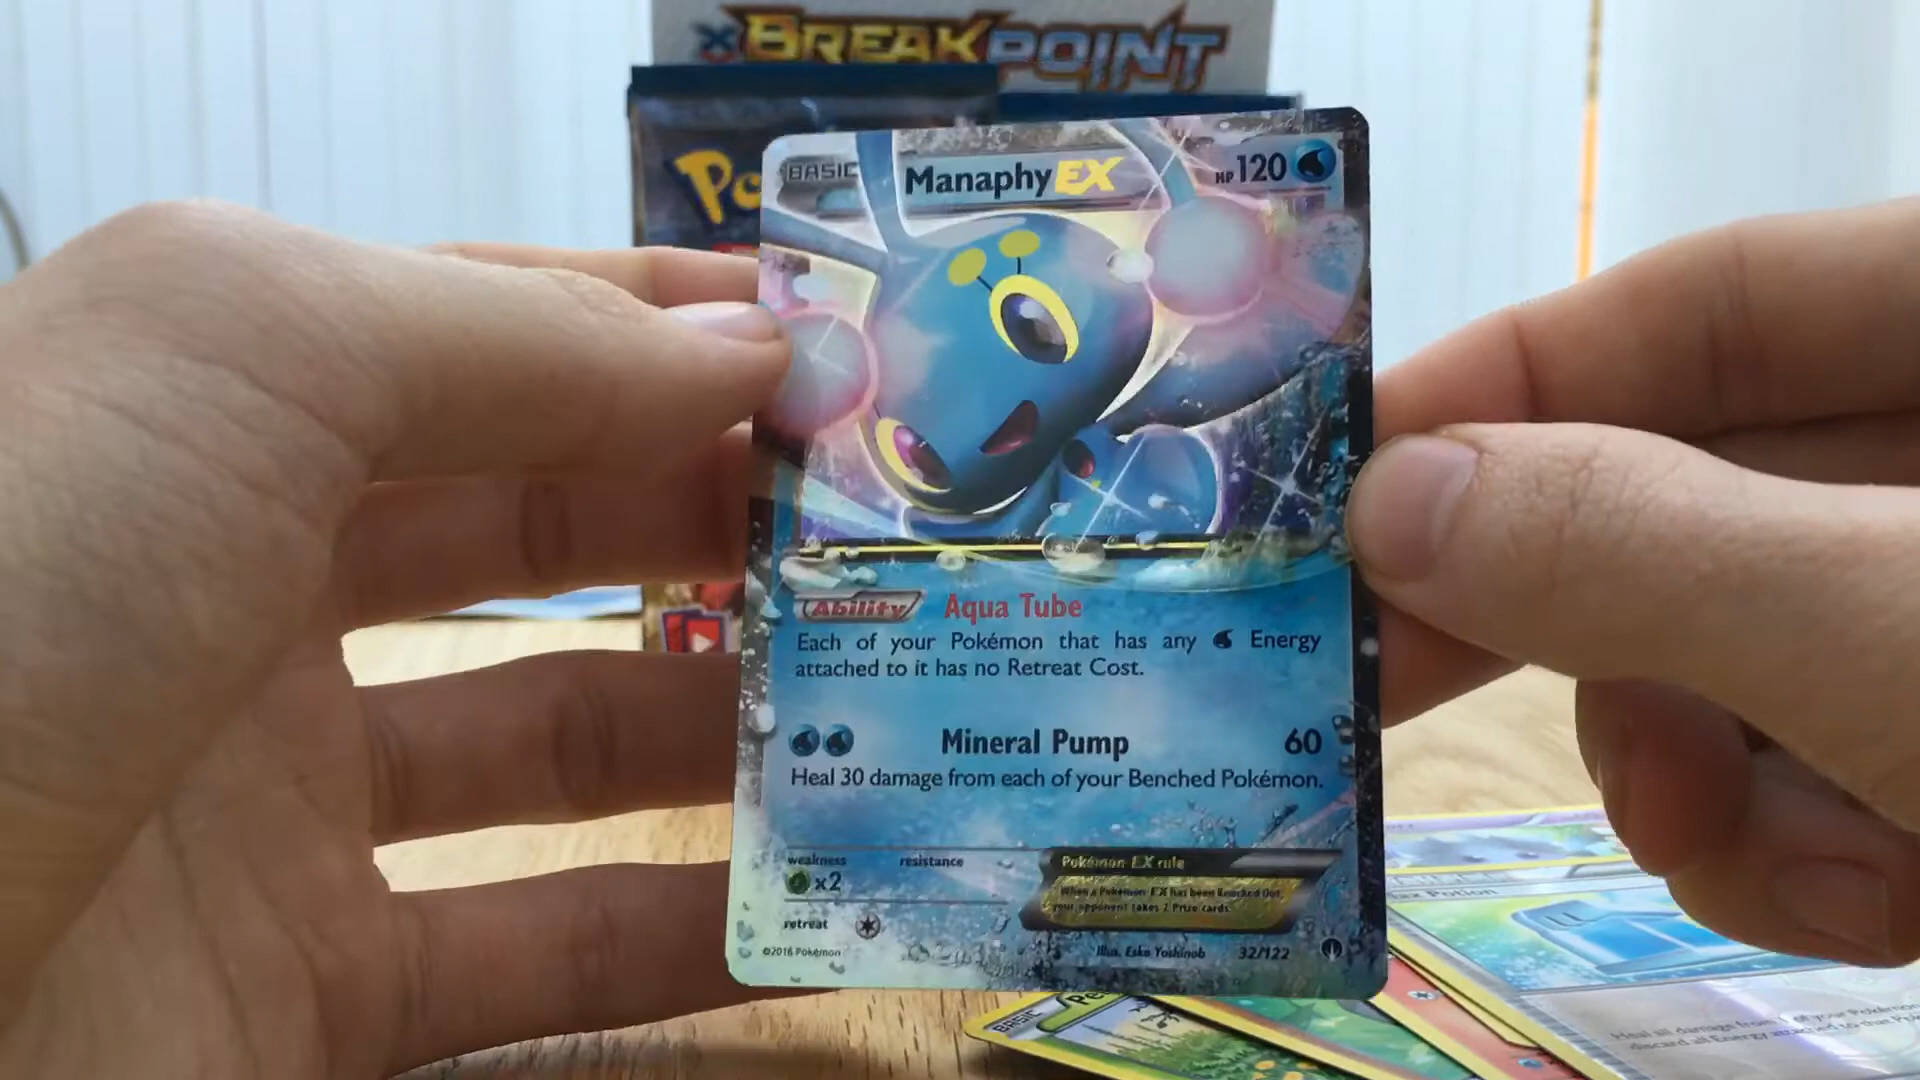 BREAKPOINT
BASIC
Manaphy EX
HP 120
Ability Aqua Tube
Each of your Pokémon that has any Energy
attached to it has no Retreat Cost.
Mineral Pump 60
Heal 30 damage from each of your Benched Pokémon.
weakness resistance
x2
retreat
Pokémon EX rule
When a Pokémon EX has been Knocked Out,
your opponent takes 2 Prize cards.
©2016 Pokémon
Illus. Eske Yoshinob 32/122
BASIC
Potion